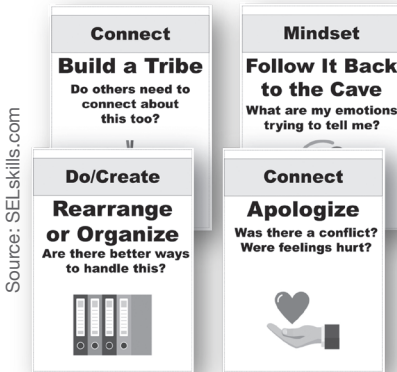 Connect
Build a Tribe
Do others need to
connect about
this too?
Mindset
Follow It Back
to the Cave
What are my emotions
trying to tell me?
Do/Create
Rearrange
or Organize
Are there better ways
to handle this?
Connect
Apologize
Was there a conflict?
Were feelings hurt?
Source: SELskills.com